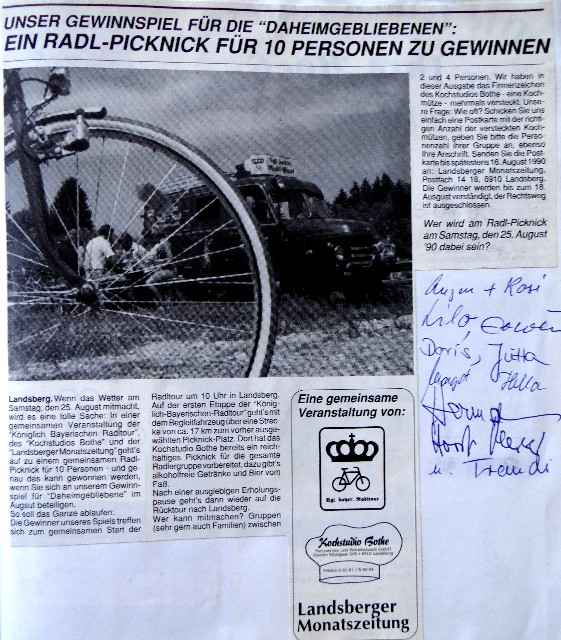 UNSER GEWINNSPIEL FÜR DIE "DAHEIMGEBLIEBENEN":
EIN RADL-PICKNICK FÜR 10 PERSONEN ZU GEWINNEN
Landsberg. Wenn das Wetter am
Samstag, den 25. August mitmacht,
wird es eine tolle Sache: In einer
gemeinsamen Veranstaltung der
"Königlich Bayerischen Radltour",
des "Kochstudios Bothe" und der
"Landsberger Monatszeitung" geht's
auf zu einem gemeinsamen Radl-
Picknick für 10 Personen - und ge-
nau das kann gewonnen werden,
wenn Sie sich an unserem Gewinn-
spiel für "Daheimgebliebene" im
Augsut beteiligen.
So soll das Ganze ablaufen:
Die Gewinner unseres Spiels treffen
sich zum gemeinsamen Start der
Radltour um 10 Uhr in Landsberg.
Auf der ersten Etappe der "König-
lich-Bayerischen-Radltour" geht's mit
dem Begleitfahrzeug über eine Strec-
ke von ca. 17 km zum vorher ausge-
wählten Picknick-Platz. Dort hat das
Kochstudio Bothe bereits ein reich-
haltiges Picknick für die gesamte
Radlergruppe vorbereitet, dazu gibt's
alkoholfreie Getränke und Bier vom
Faß.
Nach einer ausgiebigen Erholungs-
pause geht's dann wieder auf die
Rücktour nach Landsberg.
Wer kann mitmachen? Gruppen
(sehr gern auch Familien) zwischen
2 und 4 Personen. Wir haben in
dieser Ausgabe das Firmenzeichen
des Kochstudios Bothe - eine Koch-
mütze - mehrmals versteckt. Unse-
re Frage: Wie oft? Schicken Sie uns
einfach eine Postkarte mit der richti-
gen Anzahl der versteckten Koch-
mützen, geben Sie bitte die Perso-
nenzahl Ihrer Gruppe an, ebenso
Ihre Anschrift. Senden Sie die Post-
karte bis spätestens 16. August 1990
an: Landsberger Monatszeitung,
Postfach 14 18, 8910 Landsberg.
Die Gewinner werden bis zum 18.
Ausgust verständigt, der Rechtsweg
ist ausgeschlossen.
Wer wird am Radl-Picknick
am Samstag, den 25. August
'90 dabei sein?
+ Rosi
Lilo
Doris, Jutta
Hella
Horst
u. Freundi
Eine gemeinsame
Veranstaltung von:
Kgl. bayer. Radltour
Kochstudio Bothe
Landsberger
Monatszeitung